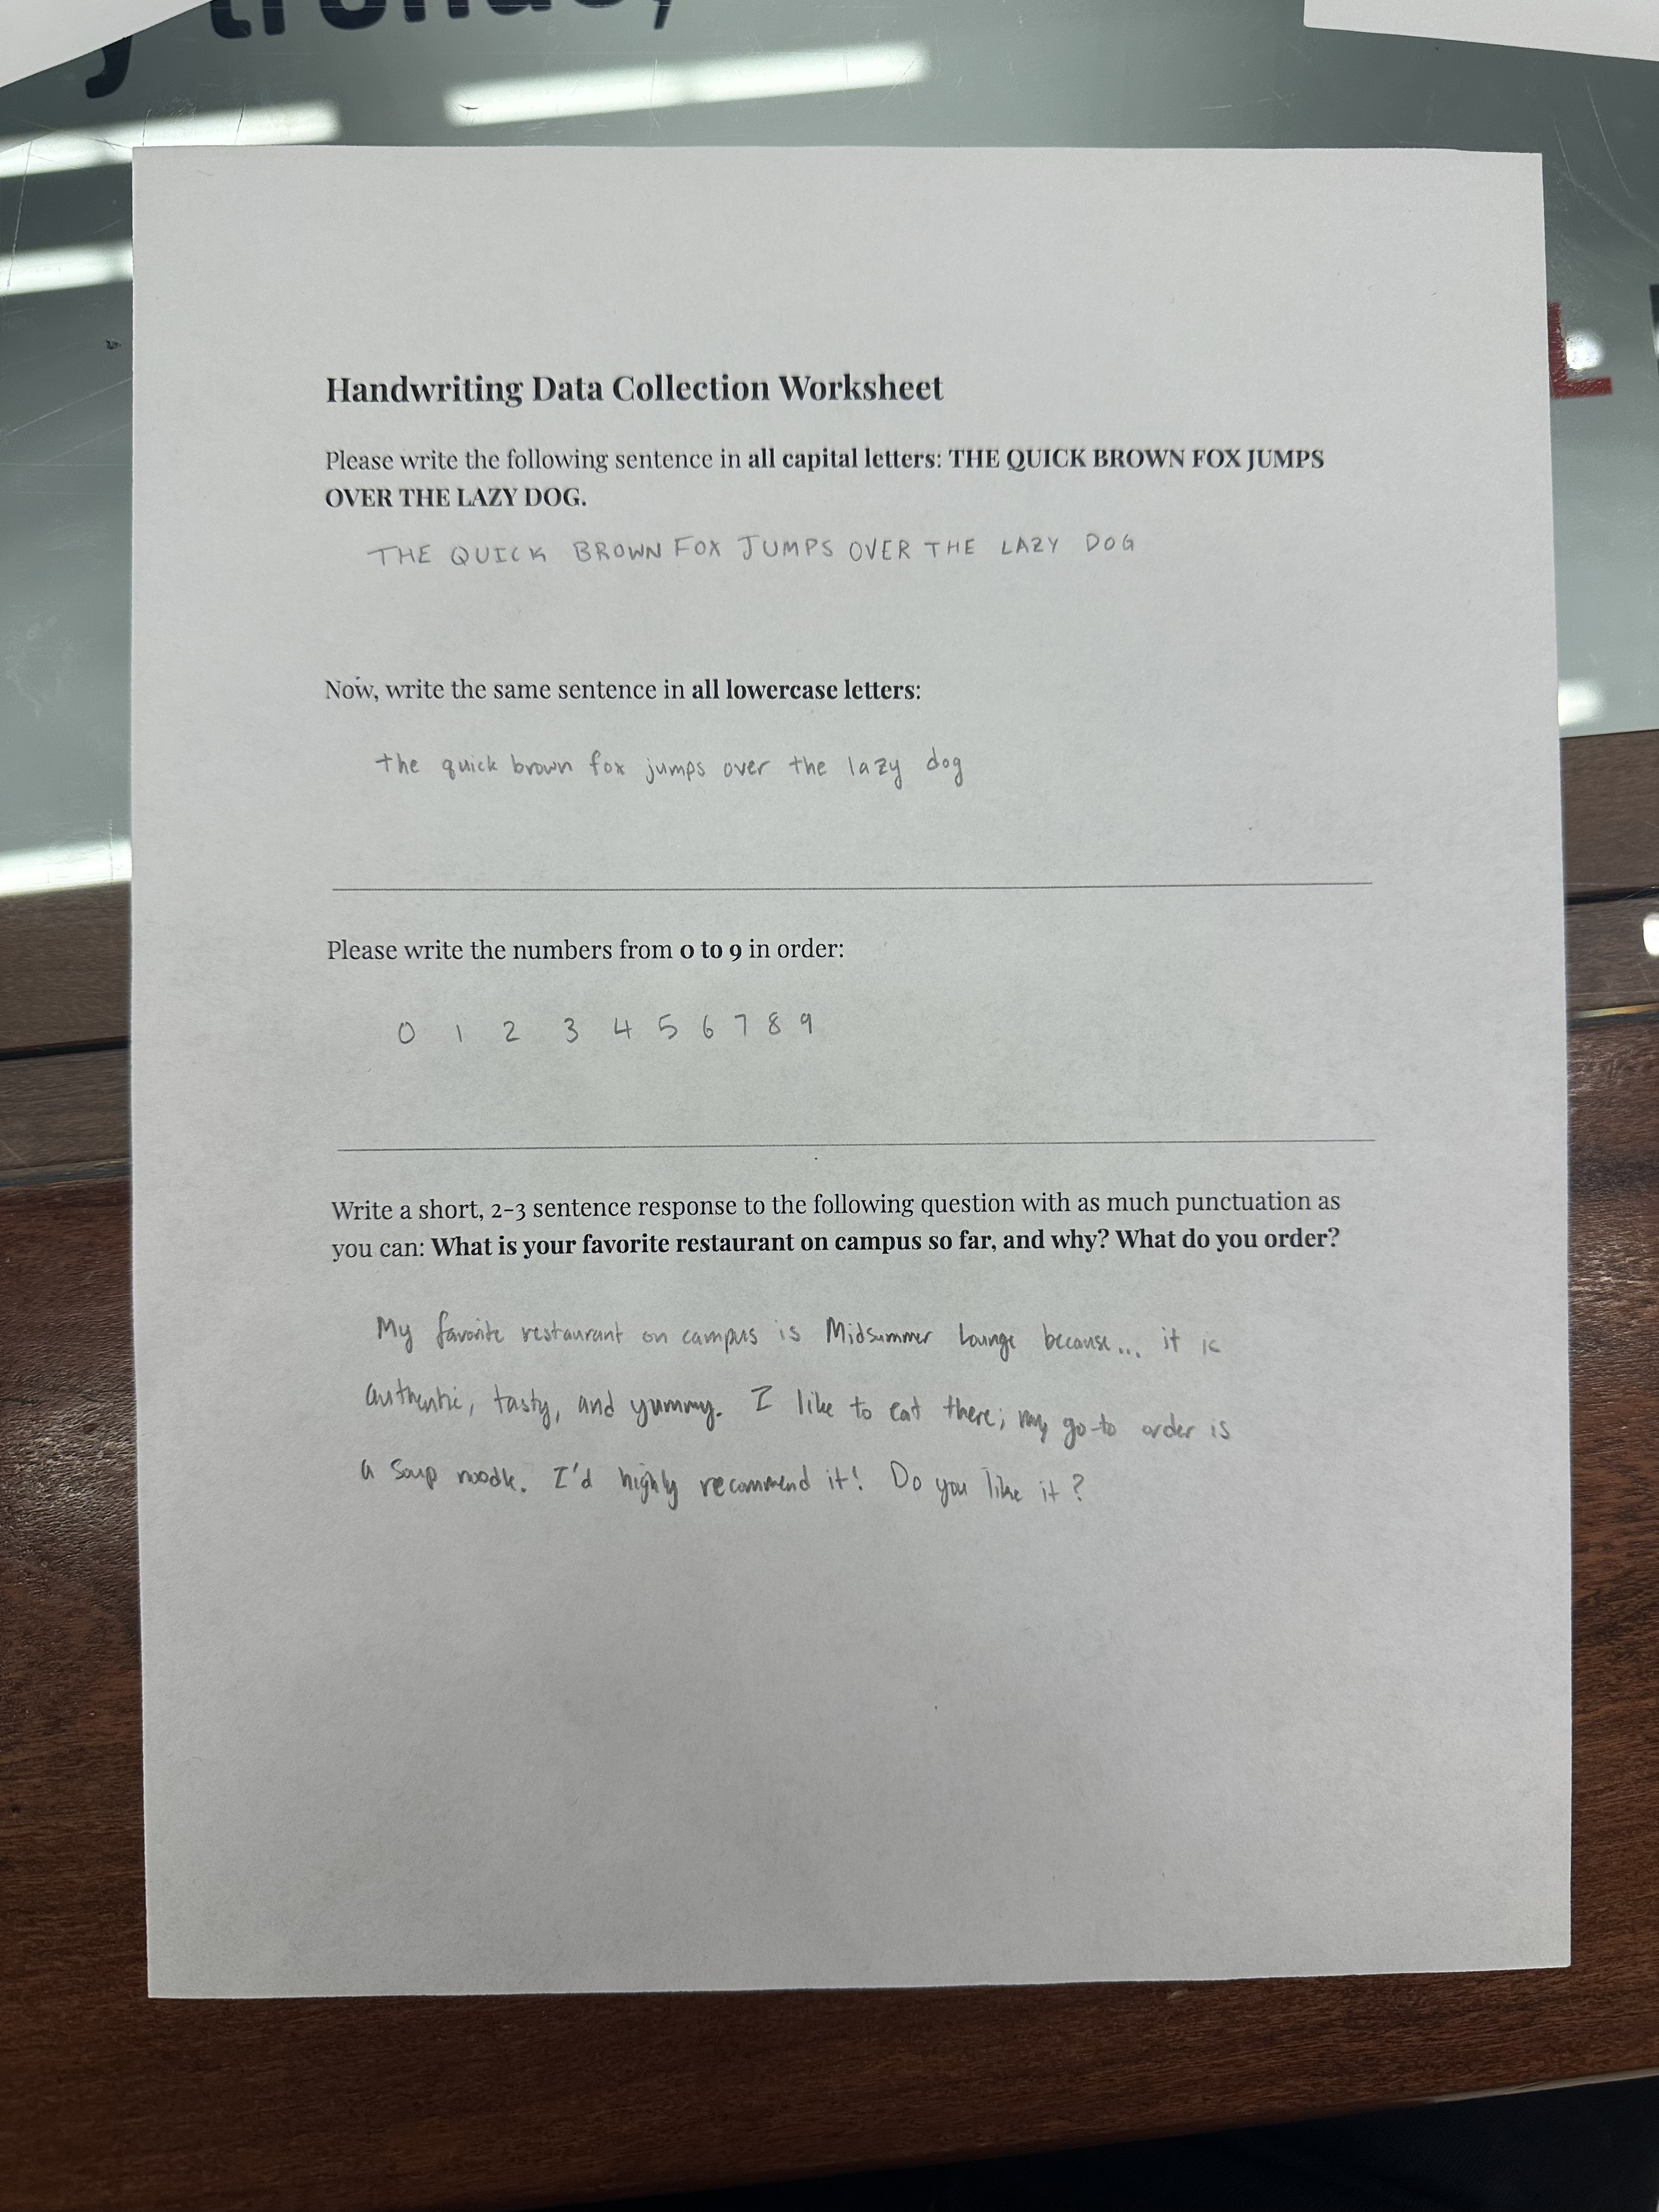 Handwriting Data Collection Worksheet
Please write the following sentence in all capital letters: THE QUICK BROWN FOX JUMPS
OVER THE LAZY DOG.
THE QUICK BROWN FOX JUMPS OVER THE LAZY DOG
Now, write the same sentence in all lowercase letters:
the quick brown fox jumps over the lazy dog
Please write the numbers from 0 to 9 in order:
0 1 2 3 4 5 6 7 8 9
Write a short, 2-3 sentence response to the following question with as much punctuation as
you can: What is your favorite restaurant on campus so far, and why? What do you order?
My favorite restaurant on campus is Midsummer Lounge because... it is
authentic, tasty, and yummy. I like to eat there; my go-to order is
a soup noodle. I'd highly recommend it! Do you like it?